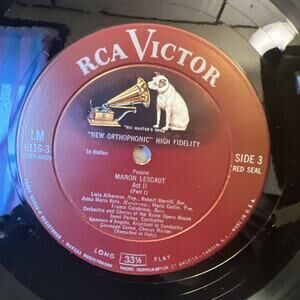 RCA VICTOR
"HIS MASTER'S VOICE"
"NEW ORTHOPHONIC" HIGH FIDELITY
In Italian
LM
6116-3
SIDE 3
RED SEAL
Puccini
MANON LESCAUT
Act II
(Part 1)
Licia Albanese, Sop.; Robert Merrill, Bar.
Anna Maria Rota, Mezzo-sop.; Mario Carlin, Ten.
Franco Calabrese, Bass
Orchestra and Chorus of the Rome Opera House
Jonel Perlea, Conductor
Giuseppe Conca, Chorus Master
(Recorded in Italy)
LONG 33⅓ PLAY